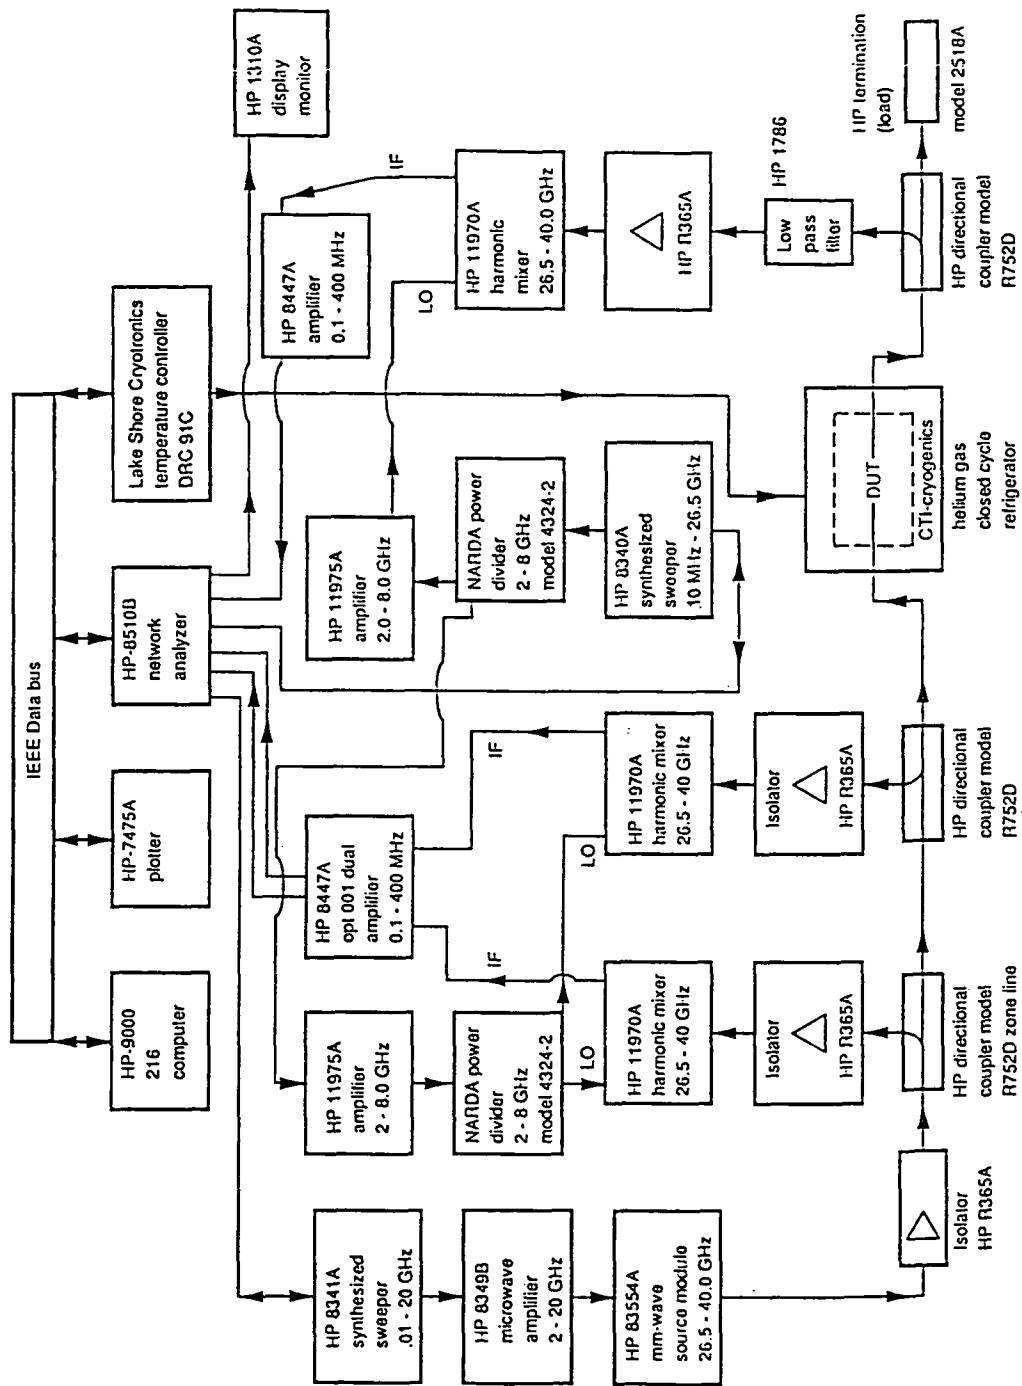 IEEE Data bus
HP-9000
216
computer
HP-7475A
plotter
HP-8510B
network
analyzer
Lake Shore Cryotronics
temperature controller
DRC 91C
HP 1310A
display
monitor
HP 8341A
synthesized
sweeper
.01 - 20 GHz
HP 8349B
microwave
amplifier
2 - 20 GHz
HP 83554A
mm-wave
source module
26.5 - 40.0 GHz
Isolator
HP R365A
HP 11975A
amplifier
2 - 8.0 GHz
NARDA power
divider
2 - 8 GHz
model 4324-2
LO
HP 11970A
harmonic mixer
26.5 - 40 GHz
Isolator
HP R365A
HP directional
coupler model
R752D zone line
HP 8447A
opt 001 dual
amplifier
0.1 - 400 MHz
IF
IF
LO
HP 11970A
harmonic mixer
26.5 - 40 GHz
Isolator
HP R365A
HP directional
coupler model
R752D
HP 11975A
amplifier
2.0 - 8.0 GHz
NARDA power
divider
2 - 8 GHz
model 4324-2
HP 8340A
synthesized
sweeper
.10 MHz - 26.5 GHz
DUT
CTI-cryogenics
helium gas
closed cycle
refrigerator
HP 8447A
amplifier
0.1 - 400 MHz
IF
LO
HP 11970A
harmonic
mixer
26.5 - 40.0 GHz
HP R365A
HP 1786
Low
pass
filter
HP directional
coupler model
R752D
HP termination
(load)
model 2518A